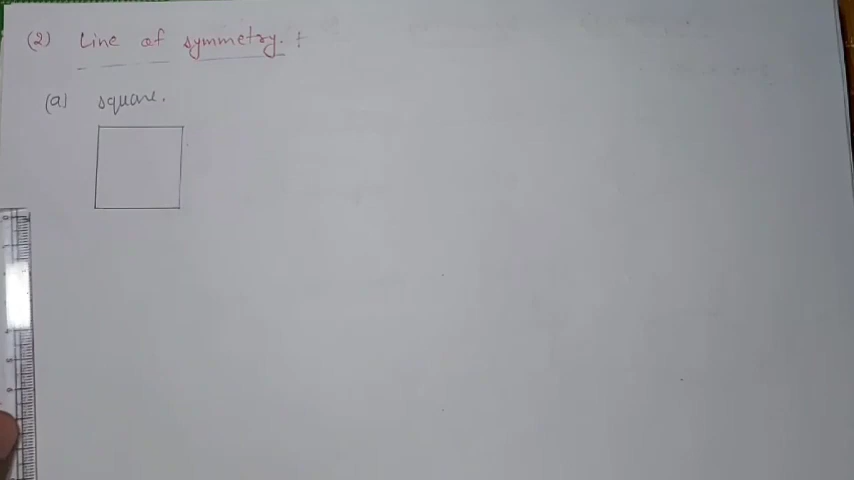 (2) Line of symmetry. :
(a) square.